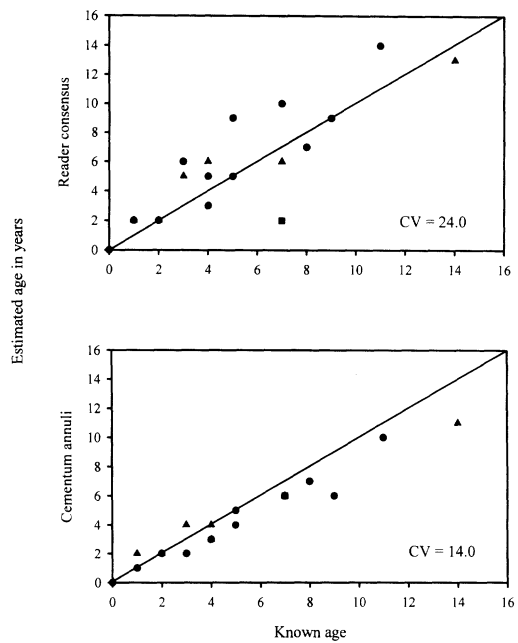 Estimated age in years
Reader consensus
16
14
12
10
8
6
4
2
0
CV = 24.0
0 2 4 6 8 10 12 14 16
Cementum annuli
16
14
12
10
8
6
4
2
0
CV = 14.0
0 2 4 6 8 10 12 14 16
Known age